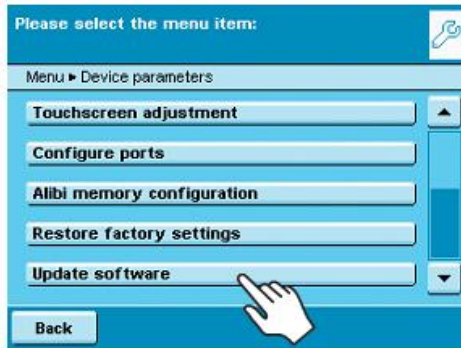 Please select the menu item:
Menu ▸ Device parameters
Touchscreen adjustment
Configure ports
Alibi memory configuration
Restore factory settings
Update software
Back